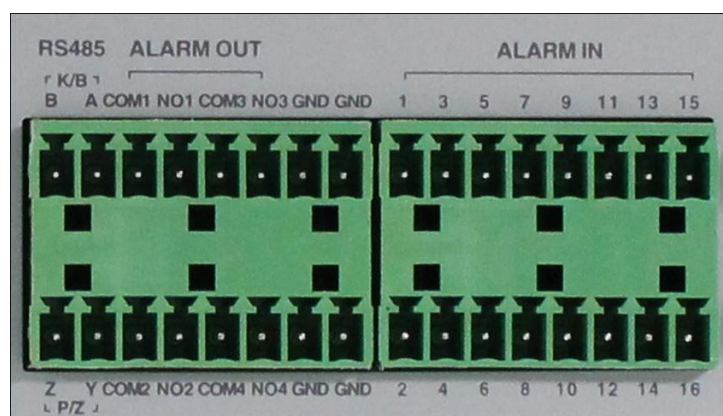 RS485 ALARM OUT ALARM IN
K/B
B A COM1 NO1 COM3 NO3 GND GND 1 3 5 7 9 11 13 15
Z Y COM2 NO2 COM4 NO4 GND GND 2 4 6 8 10 12 14 16
P/Z